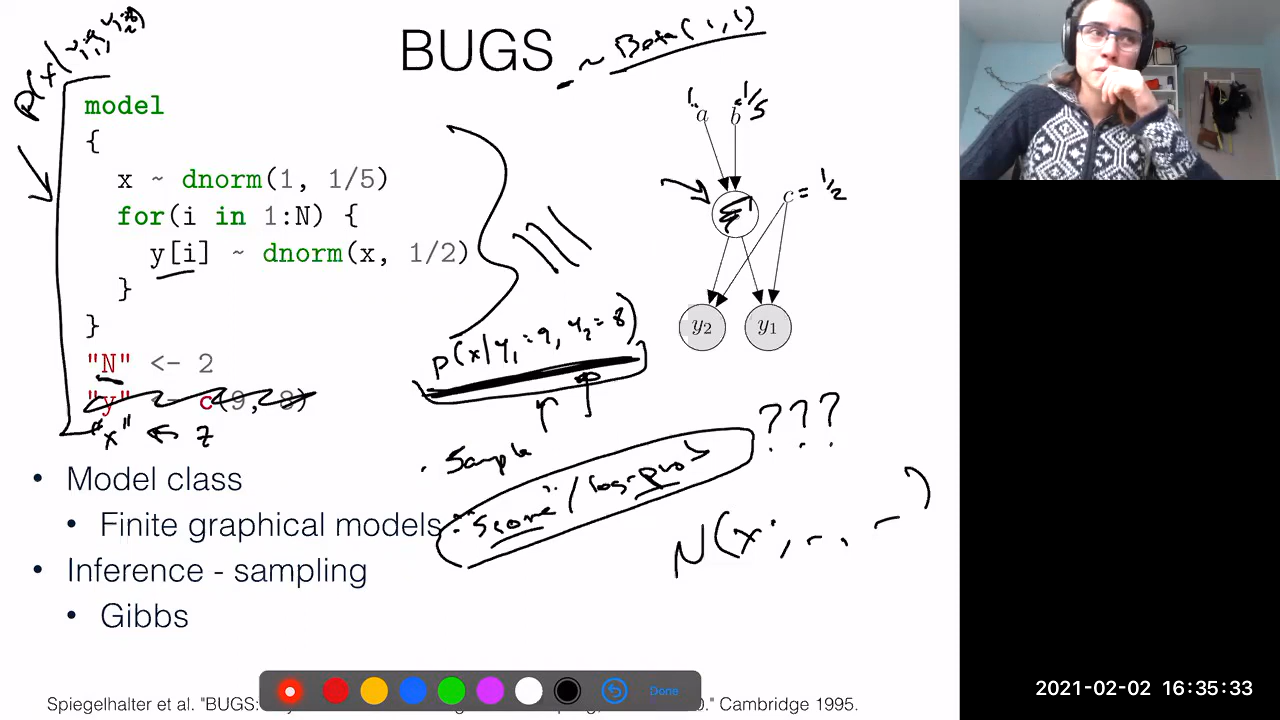 BUGS
~ Beta(1,1)
model
{
x ~ dnorm(1, 1/5)
for(i in 1:N) {
y[i] ~ dnorm(x, 1/2)
}
}
"N" <- 2
"x" ← 7
a
b = 1/5
c = 1/2
y2
y1
p(x|y1=9, y2=8)
• Sample
• "Score" / log-prob
???
N(x; -, -)
• Model class
• Finite graphical models
• Inference - sampling
• Gibbs
Done
Spiegelhalter et al. "BUGS:
Cambridge 1995.
2021-02-02 16:35:33